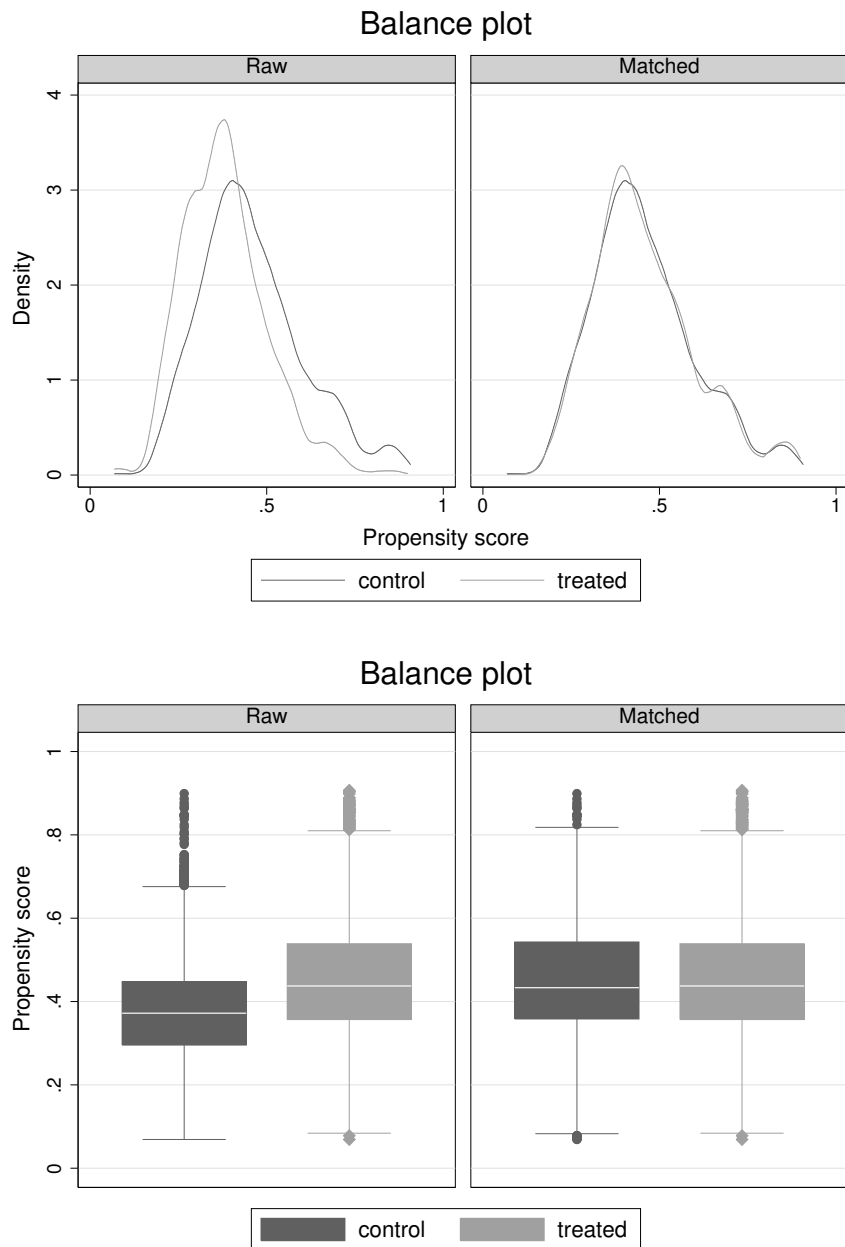 Balance plot
Raw Matched
4
3
2
1
0
Density
0 .5 1 0 .5 1
Propensity score
control treated
Balance plot
Raw Matched
1
.8
.6
.4
.2
0
Propensity score
control treated